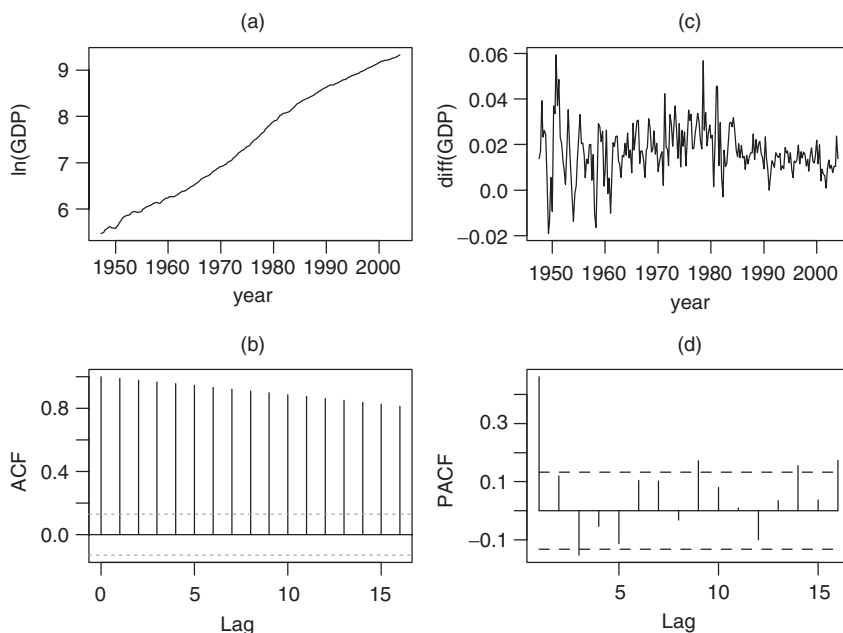 (a)
ln(GDP)
9
8
7
6
1950 1960 1970 1980 1990 2000
year
(c)
diff(GDP)
0.06
0.04
0.02
0.0
−0.02
1950 1960 1970 1980 1990 2000
year
(b)
ACF
0.8
0.4
0.0
0 5 10 15
Lag
(d)
PACF
0.3
0.1
−0.1
5 10 15
Lag